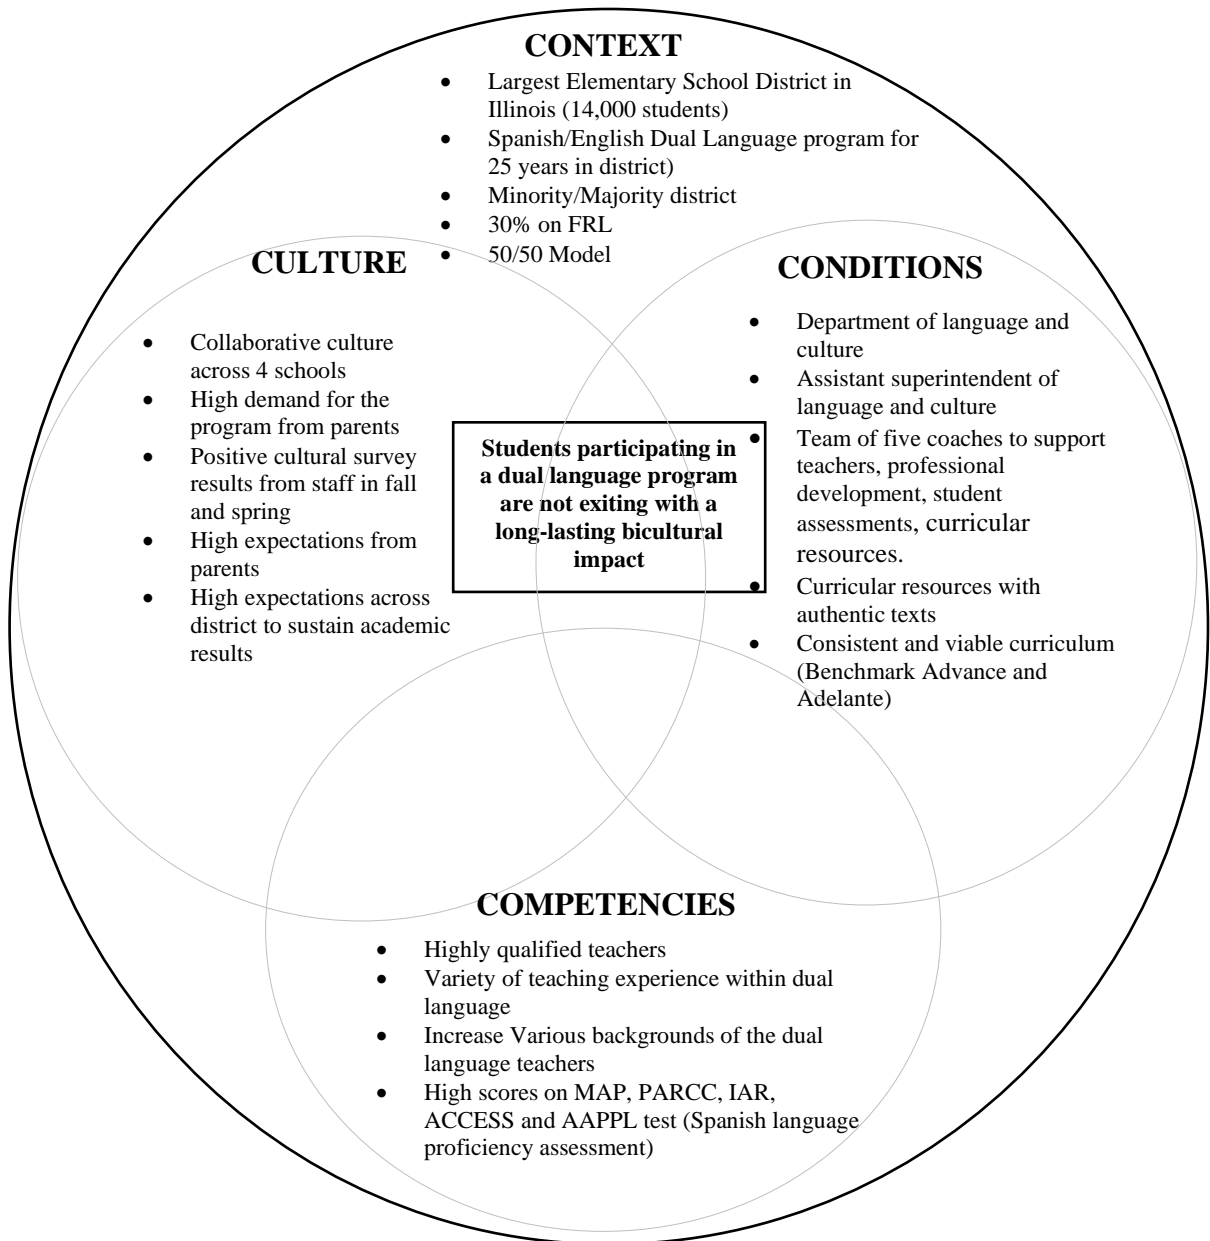 CONTEXT
• Largest Elementary School District in
Illinois (14,000 students)
• Spanish/English Dual Language program for
25 years in district)
• Minority/Majority district
• 30% on FRL
• 50/50 Model
CULTURE
• Collaborative culture
across 4 schools
• High demand for the
program from parents
• Positive cultural survey
results from staff in fall
and spring
• High expectations from
parents
• High expectations across
district to sustain academic
results
Students participating in
a dual language program
are not exiting with a
long-lasting bicultural
impact
CONDITIONS
• Department of language and
culture
• Assistant superintendent of
language and culture
• Team of five coaches to support
teachers, professional
development, student
assessments, curricular
resources.
• Curricular resources with
authentic texts
• Consistent and viable curriculum
(Benchmark Advance and
Adelante)
COMPETENCIES
• Highly qualified teachers
• Variety of teaching experience within dual
language
• Increase Various backgrounds of the dual
language teachers
• High scores on MAP, PARCC, IAR,
ACCESS and AAPPL test (Spanish language
proficiency assessment)